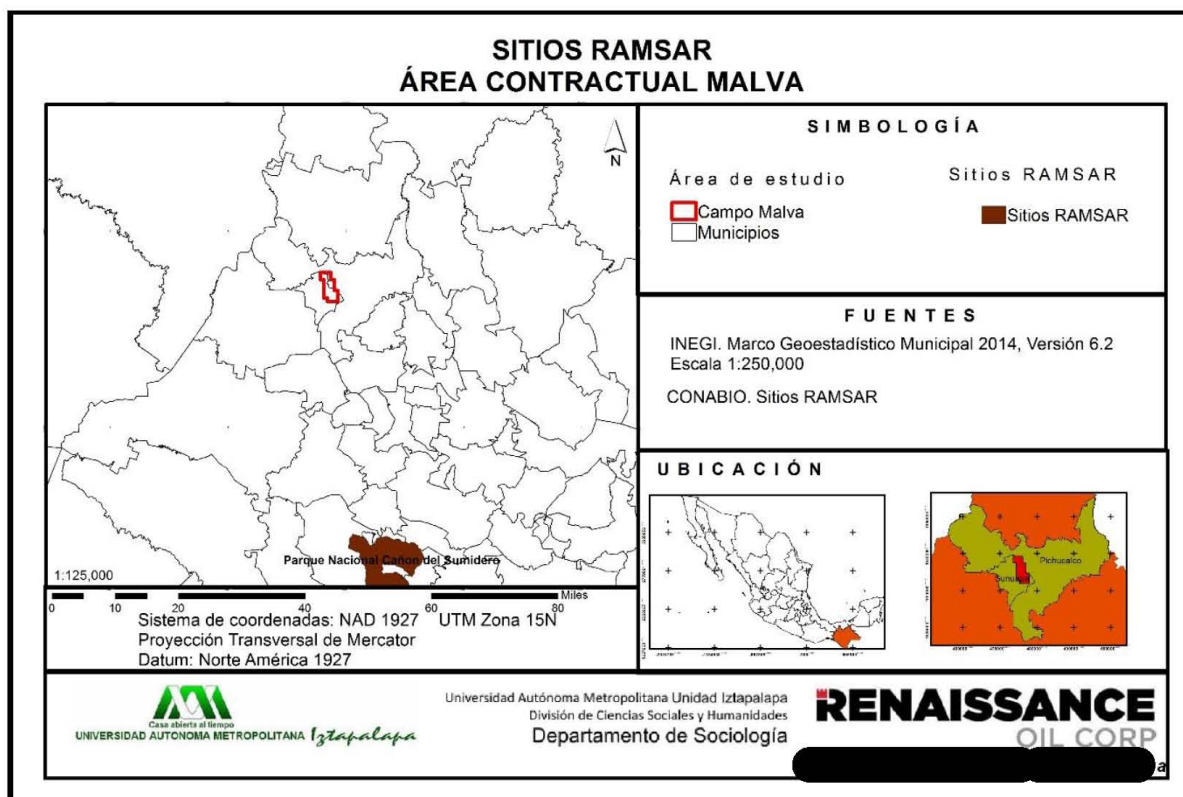 SITIOS RAMSAR
ÁREA CONTRACTUAL MALVA
N
Parque Nacional Cañon del Sumidero
1:125,000
0 5 10 20 40 60 80 Miles
Sistema de coordenadas: NAD 1927 UTM Zona 15N
Proyección Transversal de Mercator
Datum: Norte América 1927
SIMBOLOGÍA
Área de estudio
Campo Malva
Municipios
Sitios RAMSAR
Sitios RAMSAR
FUENTES
INEGI. Marco Geoestadístico Municipal 2014, Versión 6.2
Escala 1:250,000
CONABIO. Sitios RAMSAR
UBICACIÓN
Pichucalco
Casa abierta al tiempo
UNIVERSIDAD AUTONOMA METROPOLITANA Iztapalapa
Universidad Autónoma Metropolitana Unidad Iztapalapa
División de Ciencias Sociales y Humanidades
Departamento de Sociología
RENAISSANCE
OIL CORP
a